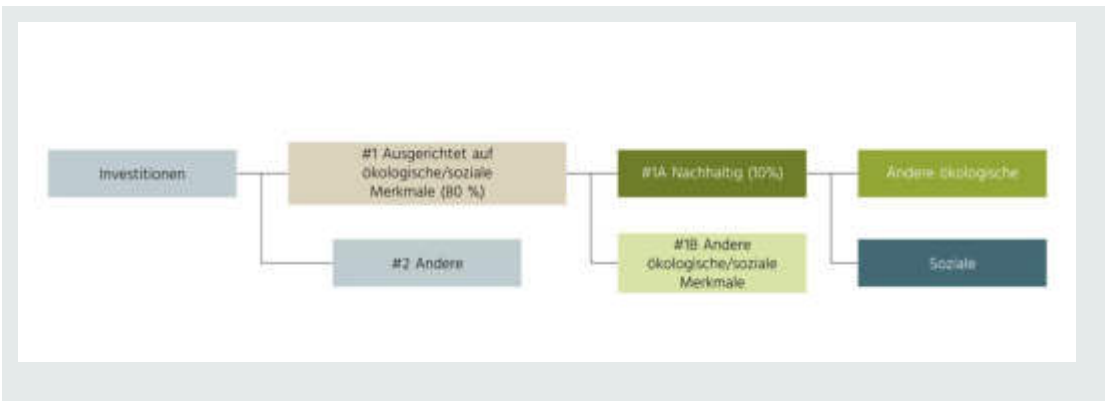 Investitionen
#1 Ausgerichtet auf
ökologische/soziale
Merkmale (80 %)
#1A Nachhaltig (10%)
Andere ökologische
#2 Andere
#1B Andere
ökologische/soziale
Merkmale
Soziale